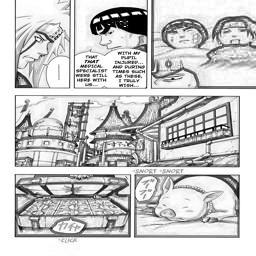 WITH MY
PUPIL
INJURED...
AND DURING
TIMES SUCH
AS THESE,
I TRULY
WISH...
THAT
THAT
MEDICAL
SPECIALIST
WERE STILL
HERE WITH
US...
-SNORT -SNORT
-CLICK